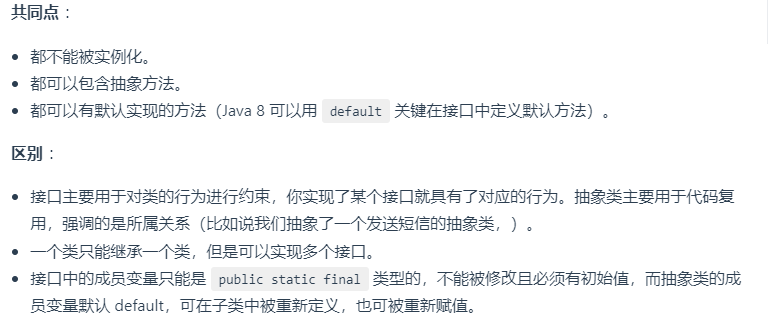 共同点：
都不能被实例化。
都可以包含抽象方法。
都可以有默认实现的方法（Java 8 可以用 default 关键在接口中定义默认方法）。
区别：
接口主要用于对类的行为进行约束，你实现了某个接口就具有了对应的行为。抽象类主要用于代码复
用，强调的是所属关系（比如说我们抽象了一个发送短信的抽象类，）。
一个类只能继承一个类，但是可以实现多个接口。
接口中的成员变量只能是 public static final 类型的，不能被修改且必须有初始值，而抽象类的成
员变量默认 default，可在子类中被重新定义，也可被重新赋值。